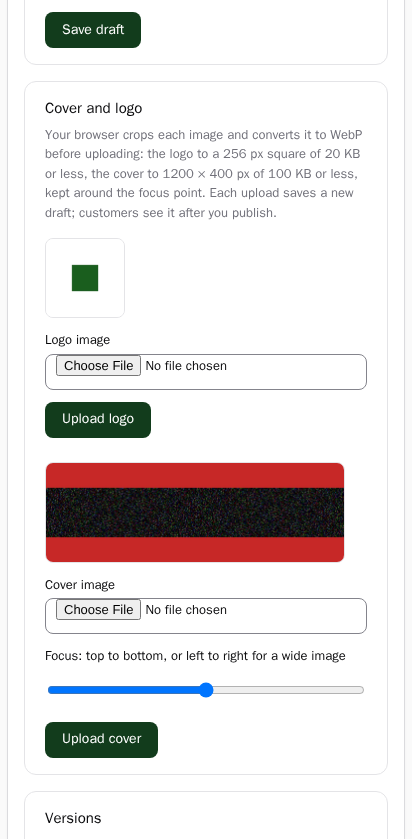 Save draft
Cover and logo
Your browser crops each image and converts it to WebP
before uploading: the logo to a 256 px square of 20 KB
or less, the cover to 1200 × 400 px of 100 KB or less,
kept around the focus point. Each upload saves a new
draft; customers see it after you publish.
Logo image
Choose File No file chosen
Upload logo
Cover image
Choose File No file chosen
Focus: top to bottom, or left to right for a wide image
Upload cover
Versions